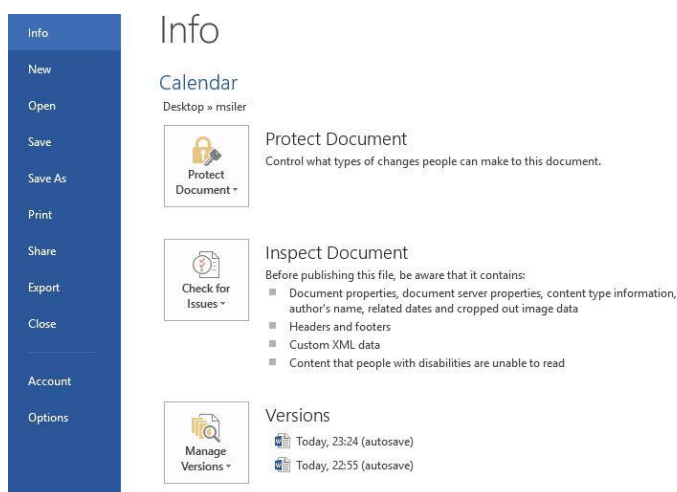 Info
New
Open
Save
Save As
Print
Share
Export
Close
Account
Options
Info
Calendar
Desktop » msiler
Protect
Document
Protect Document
Control what types of changes people can make to this document.
Check for
Issues
Inspect Document
Before publishing this file, be aware that it contains:
Document properties, document server properties, content type information,
author's name, related dates and cropped out image data
Headers and footers
Custom XML data
Content that people with disabilities are unable to read
Manage
Versions
Versions
Today, 23:24 (autosave)
Today, 22:55 (autosave)